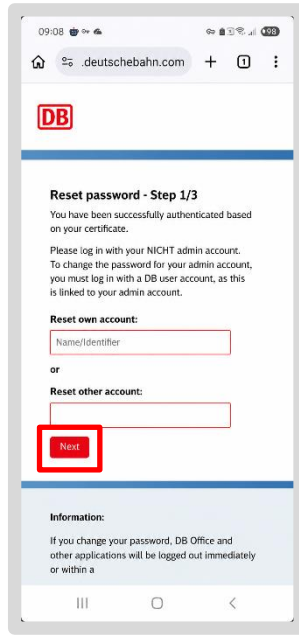 09:08
98
.deutschebahn.com
1
DB
Reset password - Step 1/3
You have been successfully authenticated based
on your certificate.
Please log in with your NICHT admin account.
To change the password for your admin account,
you must log in with a DB user account, as this
is linked to your admin account.
Reset own account:
Name/Identifier
or
Reset other account:
Next
Information:
If you change your password, DB Office and
other applications will be logged out immediately
or within a